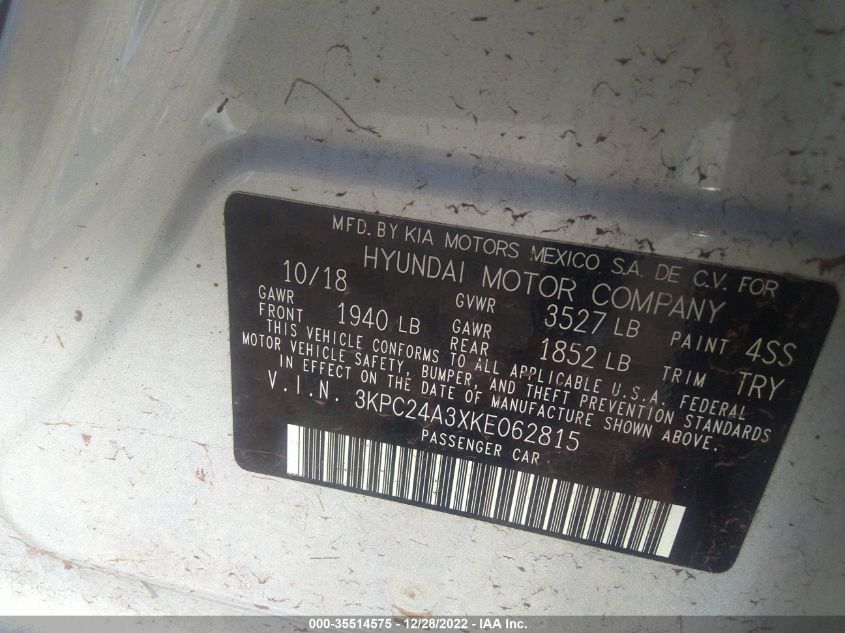 MFD. BY KIA MOTORS MEXICO. S.A. DE C.V. FOR
HYUNDAI MOTOR COMPANY
10/18 GVWR 3527 LB PAINT 4SS
GAWR FRONT 1940 LB GAWR REAR 1852 LB TRIM TRY
THIS VEHICLE CONFORMS TO ALL APPLICABLE U.S.A. FEDERAL
MOTOR VEHICLE SAFETY, BUMPER, AND THEFT PREVENTION STANDARDS
IN EFFECT ON THE DATE OF MANUFACTURE SHOWN ABOVE.
V.I.N. 3KPC24A3XKE062815
PASSENGER CAR
000-35514575 - 12/28/2022 - IAA Inc.